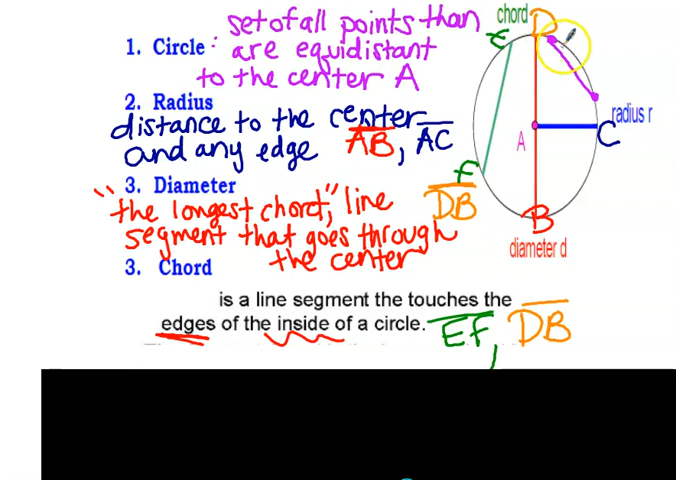 set of all points than
1. Circle : are equidistant
to the center A
2. Radius
distance to the center
and any edge AB, AC
3. Diameter
"the longest chord," line DB
segment that goes through
the center
3. Chord
is a line segment the touches the
edges of the inside of a circle. EF, DB
chord D
E
radius r
A
C
F
B
diameter d